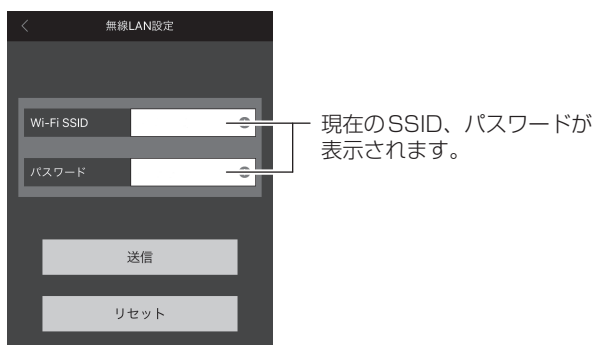 無線LAN設定
Wi-Fi SSID
パスワード
現在のSSID、パスワードが
表示されます。
送信
リセット